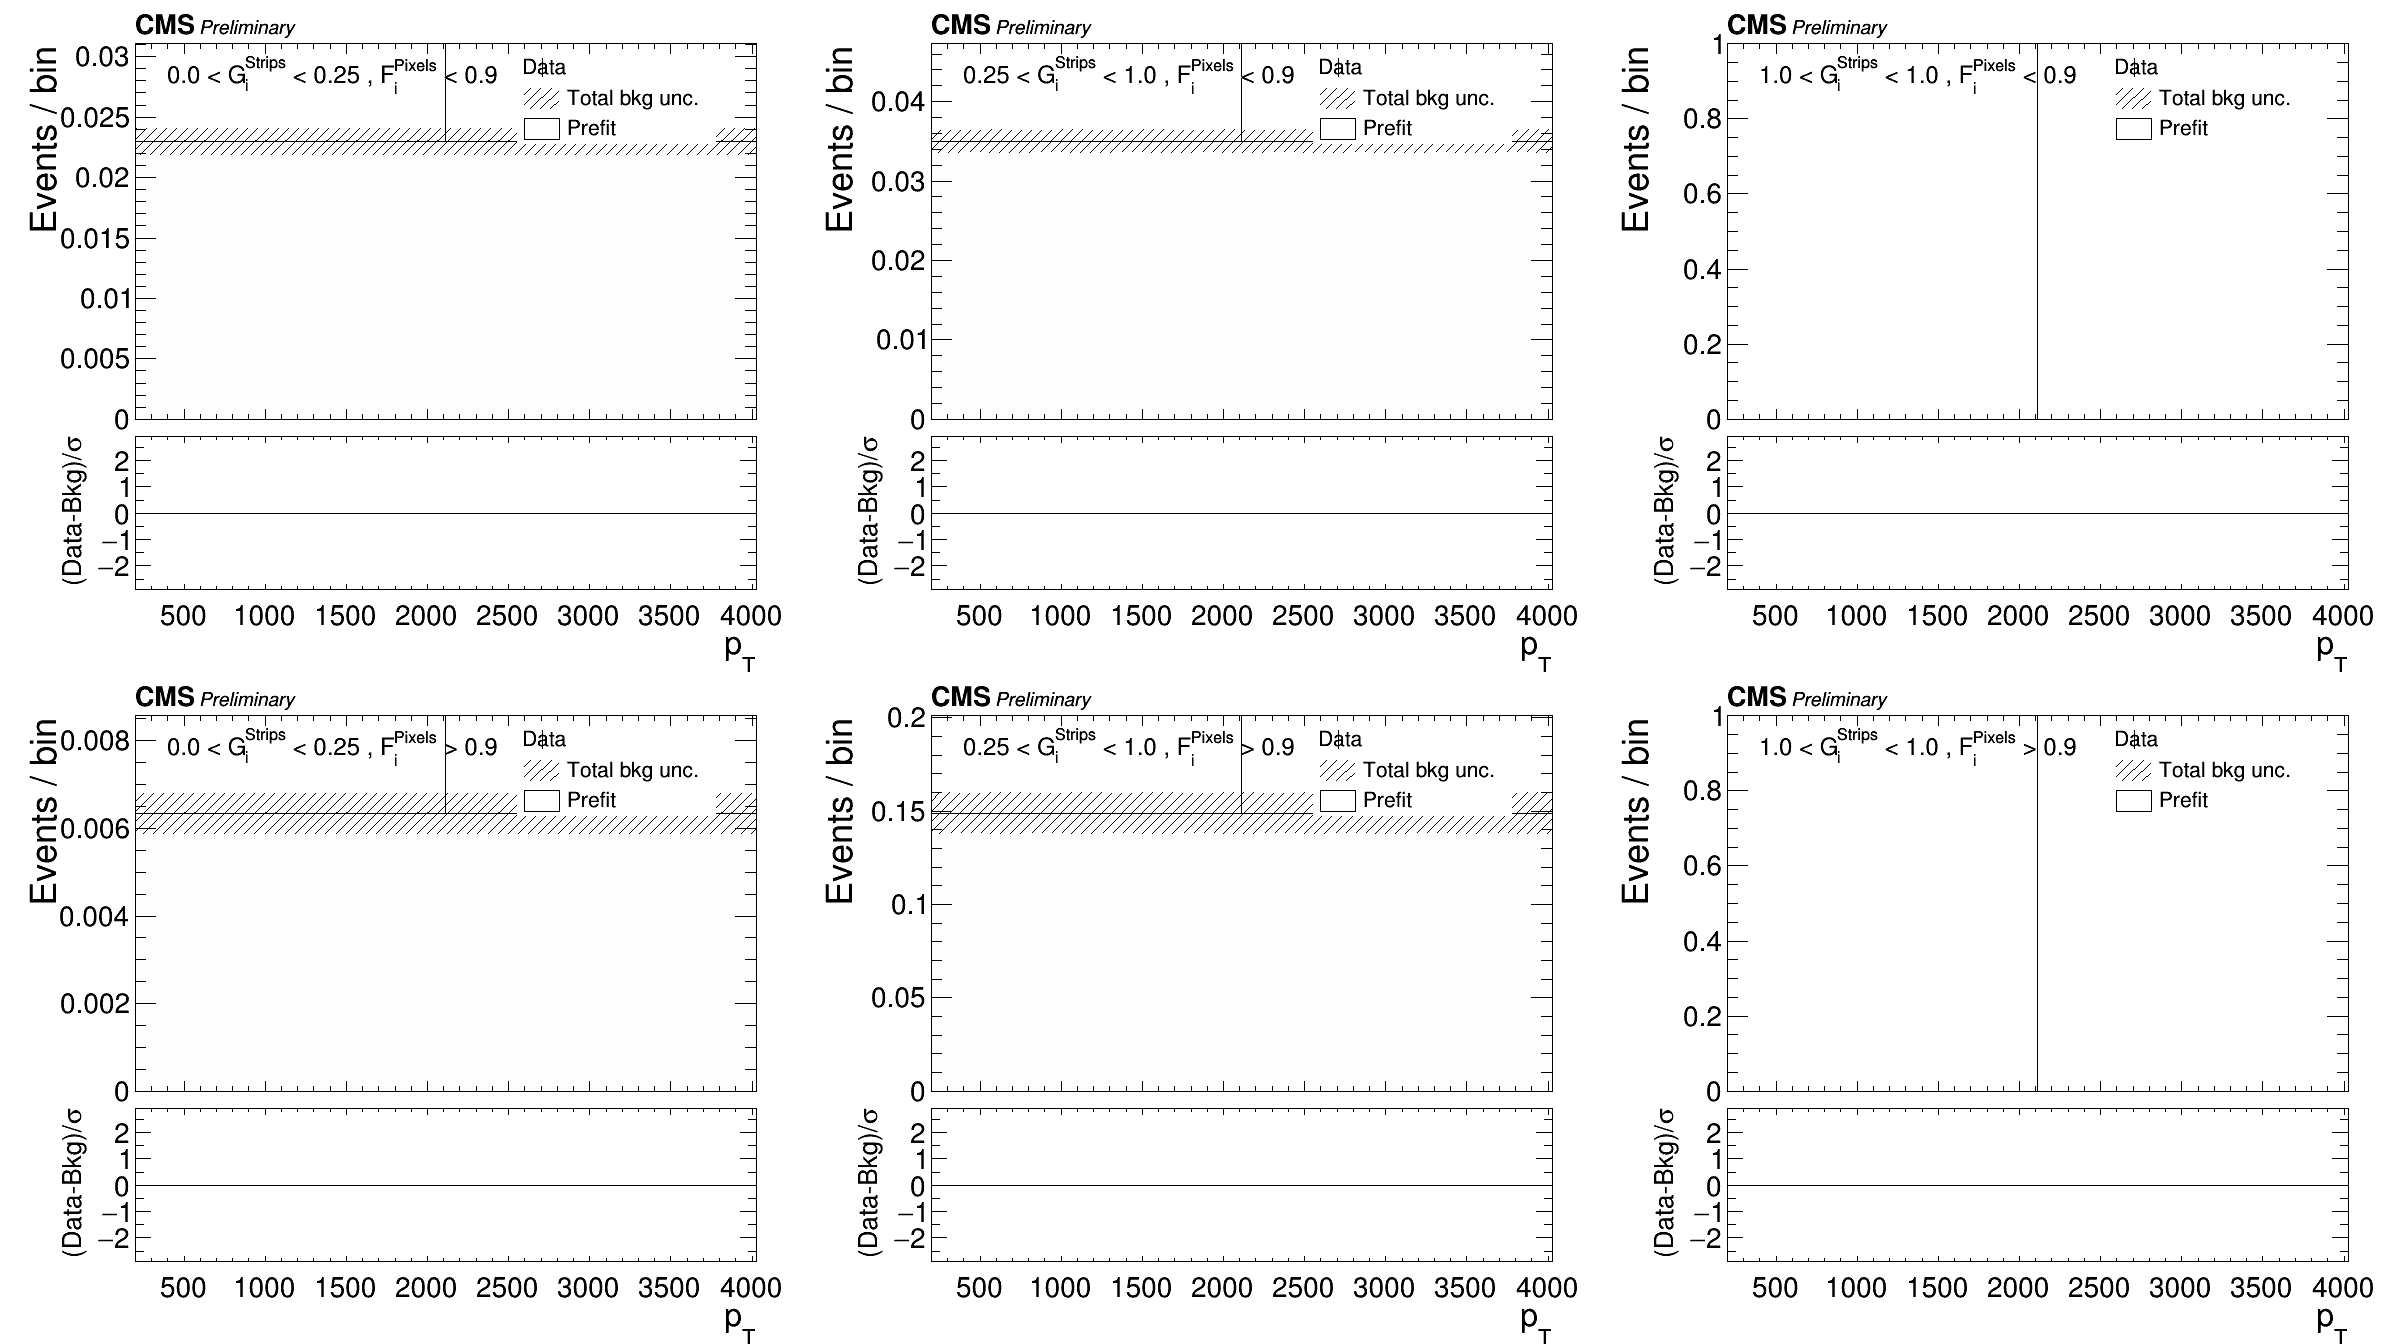 CMS Preliminary
Events / bin
0.0 < G_i^Strips < 0.25 , F_i^Pixels < 0.9
Data
Total bkg unc.
Prefit
0.03
0.025
0.02
0.015
0.01
0.005
0
(Data-Bkg)/σ
2
1
0
−1
−2
500 1000 1500 2000 2500 3000 3500 4000
p_T
CMS Preliminary
Events / bin
0.25 < G_i^Strips < 1.0 , F_i^Pixels < 0.9
Data
Total bkg unc.
Prefit
0.04
0.03
0.02
0.01
0
(Data-Bkg)/σ
2
1
0
−1
−2
500 1000 1500 2000 2500 3000 3500 4000
p_T
CMS Preliminary
Events / bin
1.0 < G_i^Strips < 1.0 , F_i^Pixels < 0.9
Data
Total bkg unc.
Prefit
1
0.8
0.6
0.4
0.2
0
(Data-Bkg)/σ
2
1
0
−1
−2
500 1000 1500 2000 2500 3000 3500 4000
p_T
CMS Preliminary
Events / bin
0.0 < G_i^Strips < 0.25 , F_i^Pixels > 0.9
Data
Total bkg unc.
Prefit
0.008
0.006
0.004
0.002
0
(Data-Bkg)/σ
2
1
0
−1
−2
500 1000 1500 2000 2500 3000 3500 4000
p_T
CMS Preliminary
Events / bin
0.25 < G_i^Strips < 1.0 , F_i^Pixels > 0.9
Data
Total bkg unc.
Prefit
0.2
0.15
0.1
0.05
0
(Data-Bkg)/σ
2
1
0
−1
−2
500 1000 1500 2000 2500 3000 3500 4000
p_T
CMS Preliminary
Events / bin
1.0 < G_i^Strips < 1.0 , F_i^Pixels > 0.9
Data
Total bkg unc.
Prefit
1
0.8
0.6
0.4
0.2
0
(Data-Bkg)/σ
2
1
0
−1
−2
500 1000 1500 2000 2500 3000 3500 4000
p_T